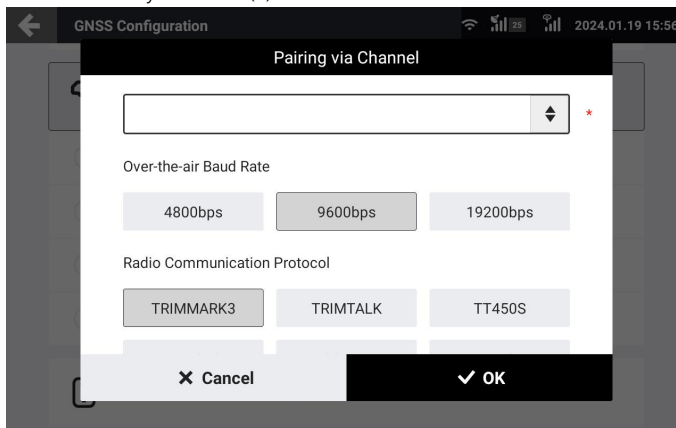 GNSS Configuration 25 2024.01.19 15:56
Pairing via Channel
*
Over-the-air Baud Rate
4800bps 9600bps 19200bps
Radio Communication Protocol
TRIMMARK3 TRIMTALK TT450S
Cancel OK